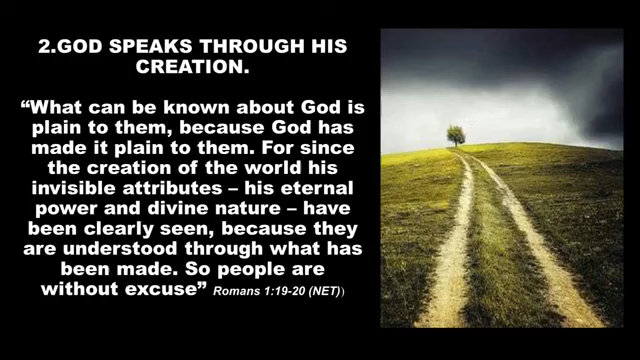 2.GOD SPEAKS THROUGH HIS
CREATION.
“What can be known about God is
plain to them, because God has
made it plain to them. For since
the creation of the world his
invisible attributes – his eternal
power and divine nature – have
been clearly seen, because they
are understood through what has
been made. So people are
without excuse” Romans 1:19-20 (NET))